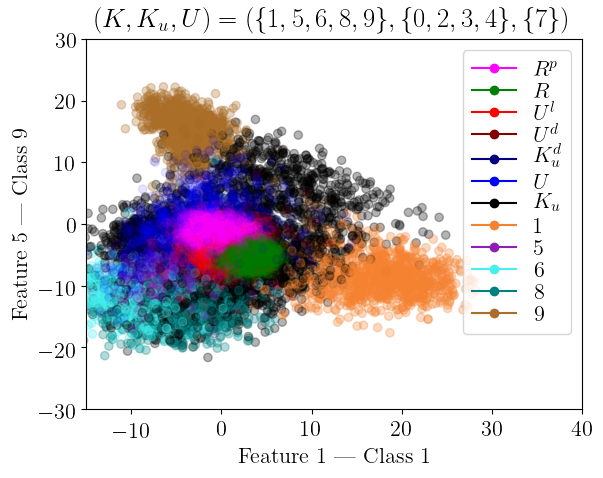 (K, K_u, U) = ({1, 5, 6, 8, 9}, {0, 2, 3, 4}, {7})
30
20
10
0
−10
−20
−30
Feature 5 — Class 9
−10 0 10 20 30 40
Feature 1 — Class 1
R^p
R
U^l
U^d
K_u^d
U
K_u
1
5
6
8
9